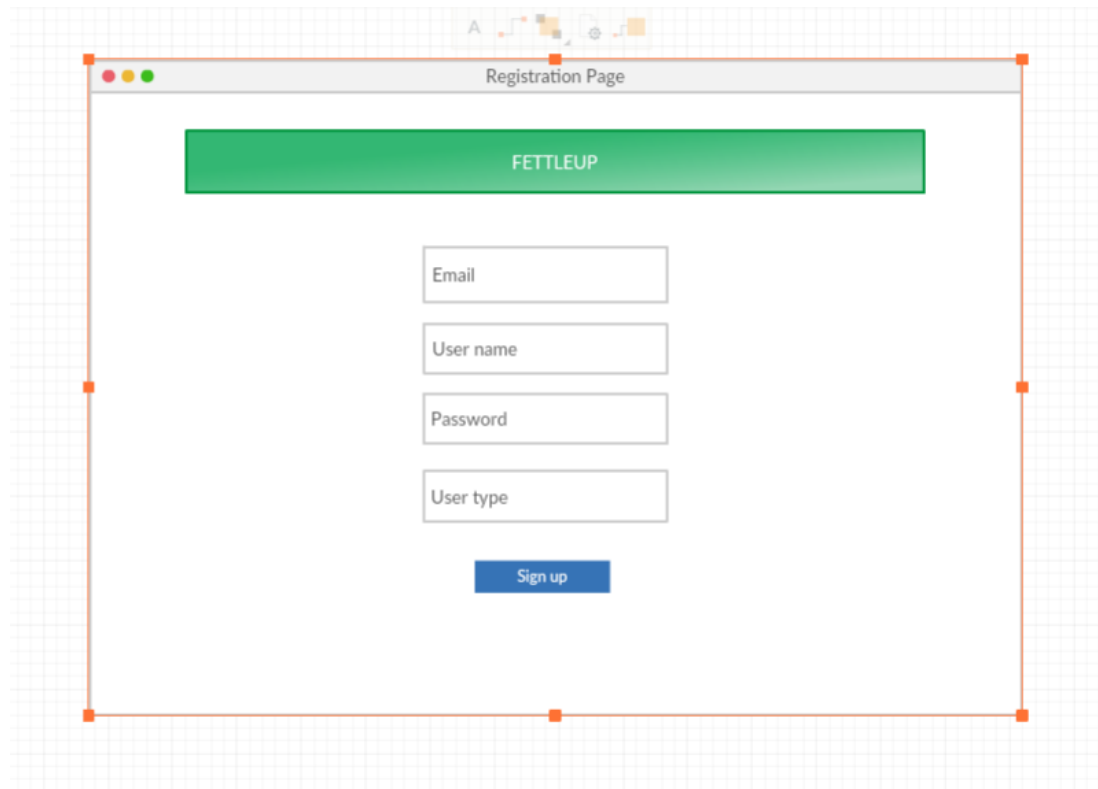 A
Registration Page
FETTLEUP
Email
User name
Password
User type
Sign up